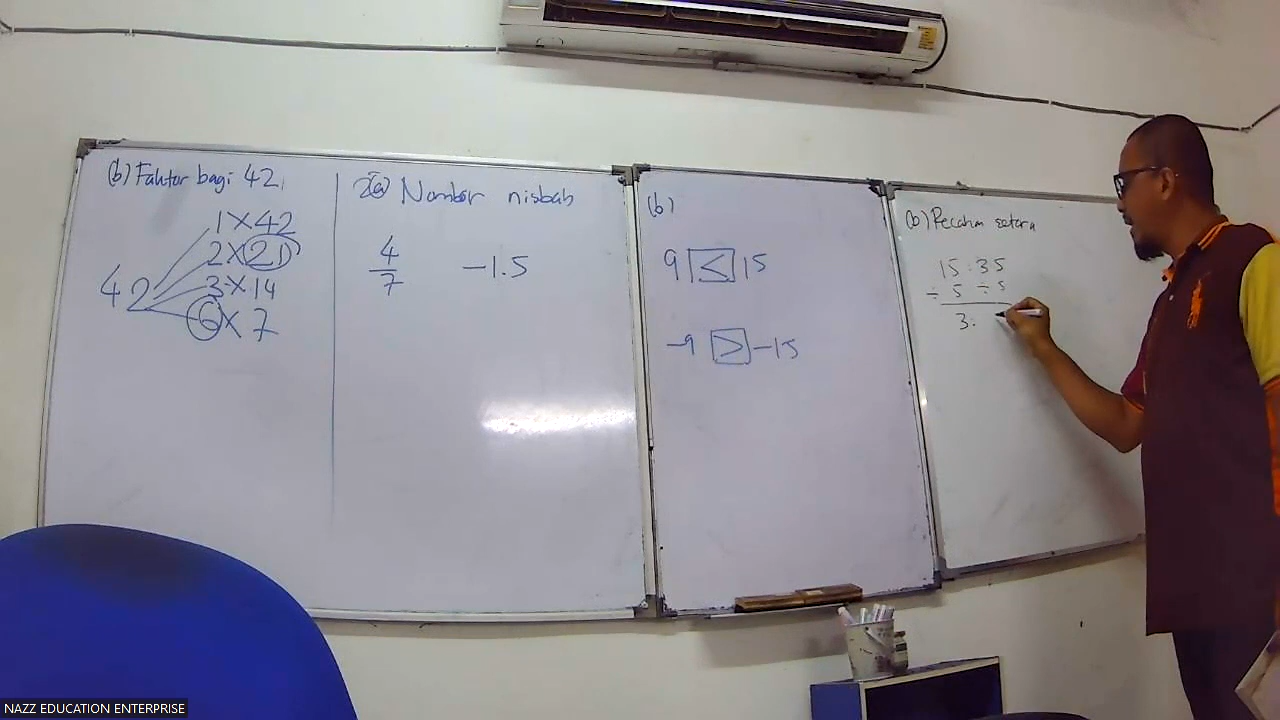 (b) Faktor bagi 42
1 X 42
2 X 21
42
3 X 14
6 X 7
Nombor nisbah
4/7
-1.5
(b)
9 < 15
-9 > -15
(b) Pecahan setara
15 : 35
÷ 5 ÷ 5
3 :
NAZZ EDUCATION ENTERPRISE